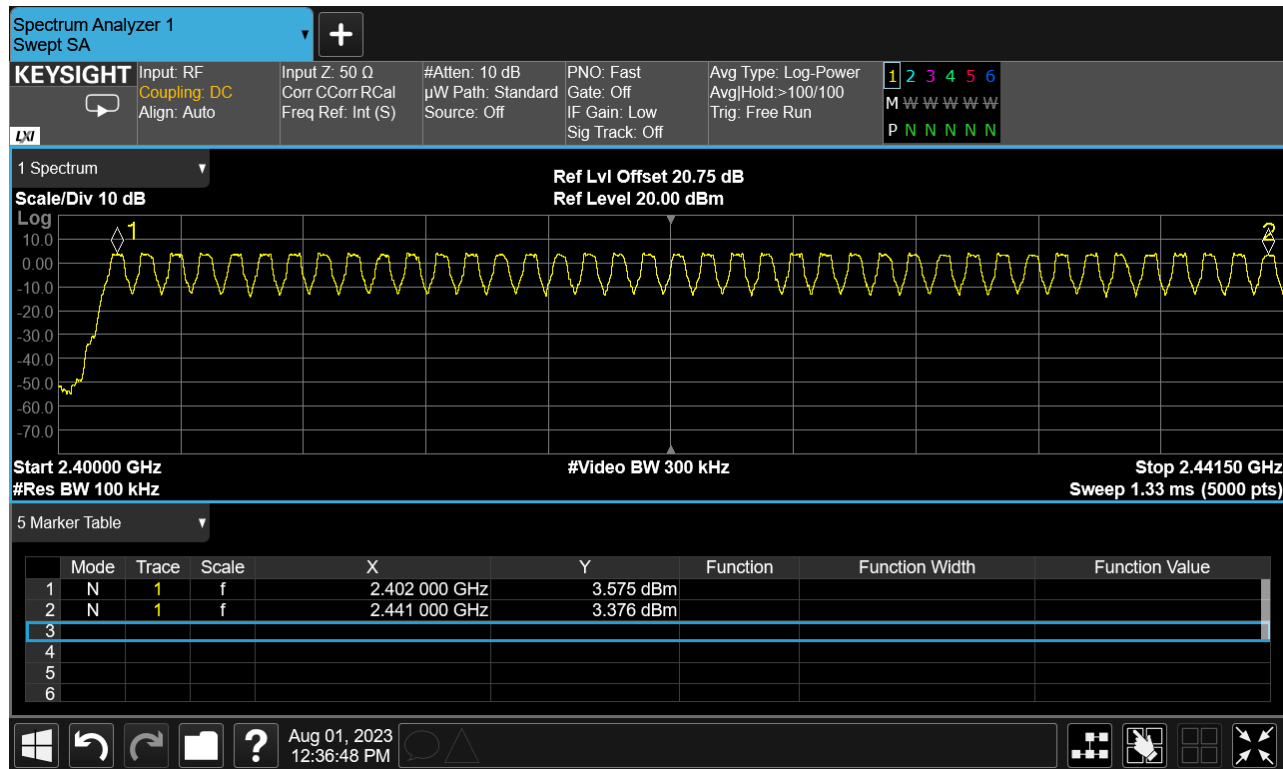 Spectrum Analyzer 1
Swept SA
KEYSIGHT
LXI
Input: RF
Coupling: DC
Align: Auto
Input Z: 50 Ω
Corr CCorr RCal
Freq Ref: Int (S)
#Atten: 10 dB
µW Path: Standard
Source: Off
PNO: Fast
Gate: Off
IF Gain: Low
Sig Track: Off
Avg Type: Log-Power
Avg|Hold:>100/100
Trig: Free Run
1 2 3 4 5 6
M W W W W W W
P N N N N N N
1 Spectrum
Scale/Div 10 dB
Ref Lvl Offset 20.75 dB
Ref Level 20.00 dBm
Log
1
2
10.0
0.00
-10.0
-20.0
-30.0
-40.0
-50.0
-60.0
-70.0
Start 2.40000 GHz
#Video BW 300 kHz
Stop 2.44150 GHz
#Res BW 100 kHz
Sweep 1.33 ms (5000 pts)
5 Marker Table
Mode Trace Scale X Y Function Function Width Function Value
1 N 1 f 2.402 000 GHz 3.575 dBm
2 N 1 f 2.441 000 GHz 3.376 dBm
3
4
5
6
?
Aug 01, 2023
12:36:48 PM